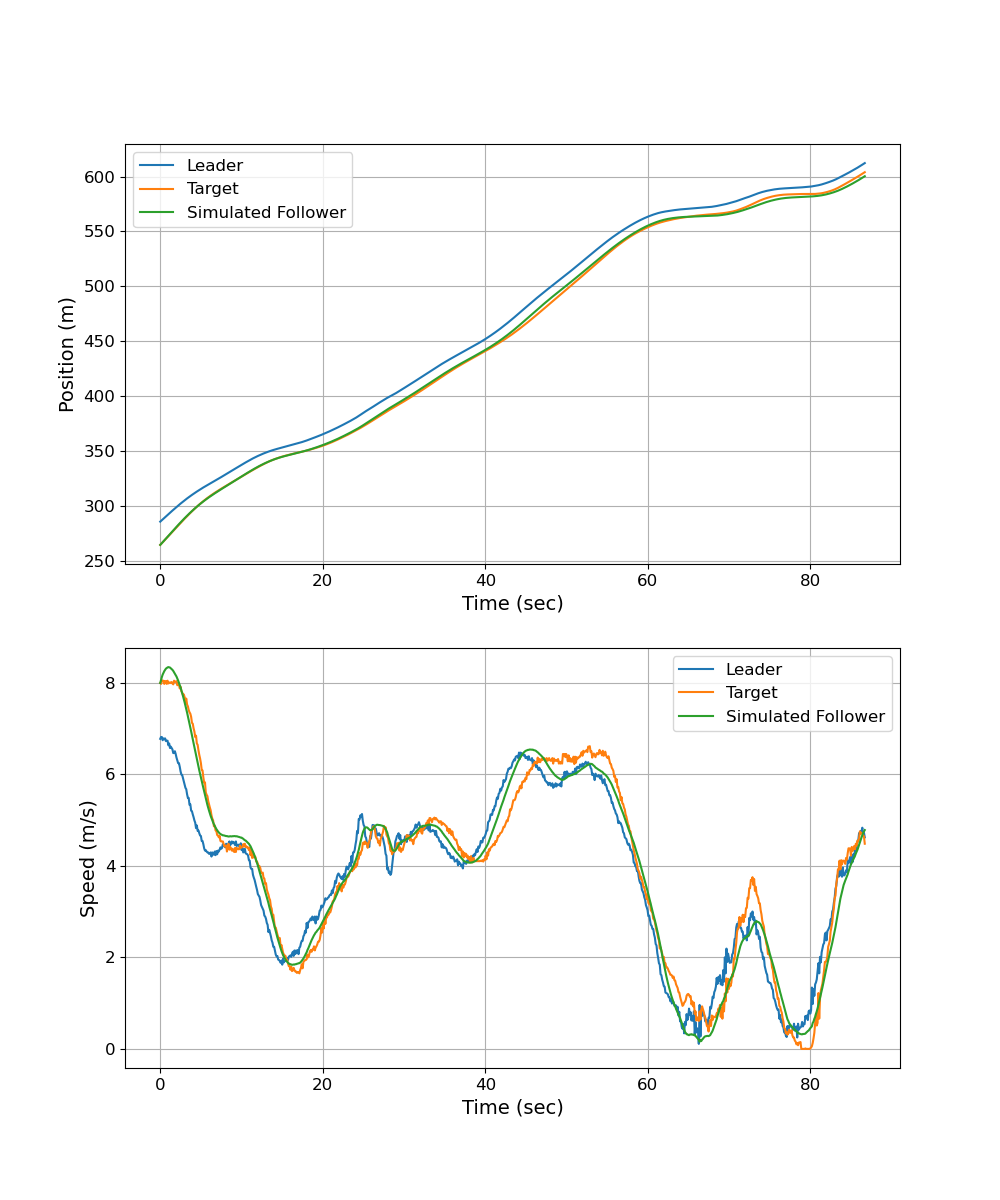 Leader
Target
Simulated Follower
600
550
500
450
400
350
300
250
Position (m)
0 20 40 60 80
Time (sec)
Leader
Target
Simulated Follower
8
6
4
2
0
Speed (m/s)
0 20 40 60 80
Time (sec)